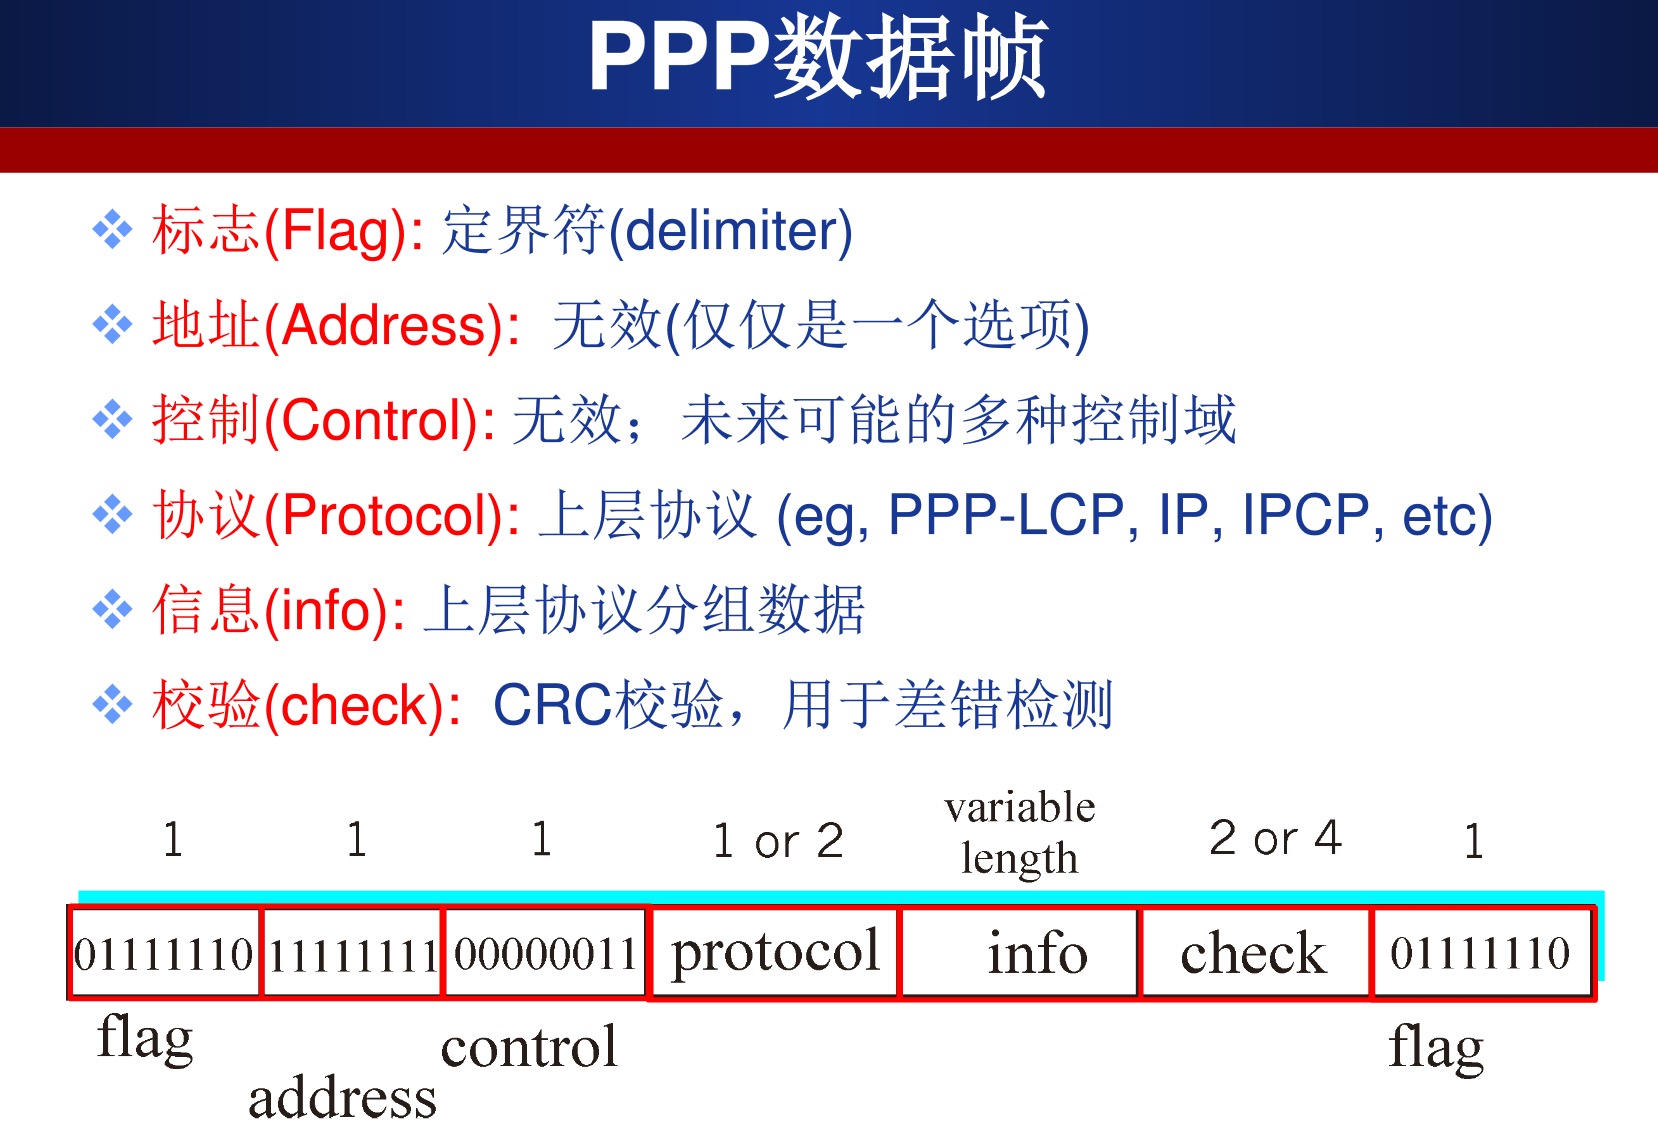 PPP数据帧
标志(Flag): 定界符(delimiter)
地址(Address): 无效(仅仅是一个选项)
控制(Control): 无效；未来可能的多种控制域
协议(Protocol): 上层协议 (eg, PPP-LCP, IP, IPCP, etc)
信息(info): 上层协议分组数据
校验(check): CRC校验，用于差错检测
1 1 1 1 or 2 variable length 2 or 4 1
01111110 11111111 00000011 protocol info check 01111110
flag address control flag